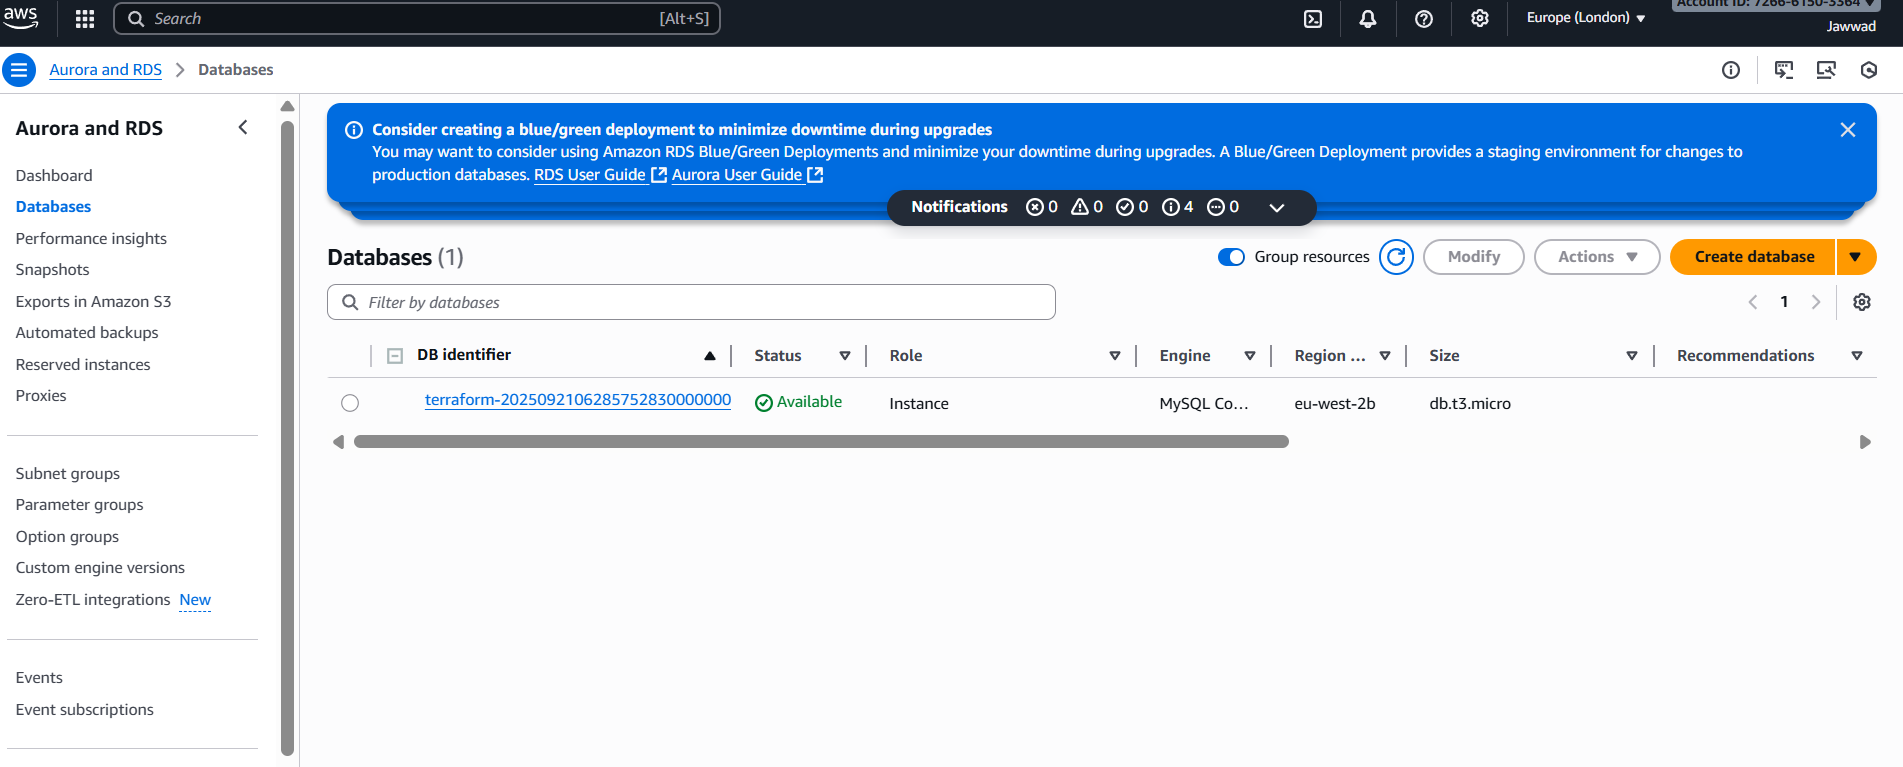 aws
Search [Alt+S]
Europe (London)
Account ID: 7266-6150-3364
Jawwad
Aurora and RDS > Databases
Aurora and RDS
Dashboard
Databases
Performance insights
Snapshots
Exports in Amazon S3
Automated backups
Reserved instances
Proxies
Subnet groups
Parameter groups
Option groups
Custom engine versions
Zero-ETL integrations New
Events
Event subscriptions
Consider creating a blue/green deployment to minimize downtime during upgrades
You may want to consider using Amazon RDS Blue/Green Deployments and minimize your downtime during upgrades. A Blue/Green Deployment provides a staging environment for changes to
production databases. RDS User Guide Aurora User Guide
Notifications 0 0 0 4 0
Databases (1)
Group resources
Modify
Actions
Create database
Filter by databases
1
DB identifier Status Role Engine Region ... Size Recommendations
terraform-20250921062857528300000000 Available Instance MySQL Co... eu-west-2b db.t3.micro